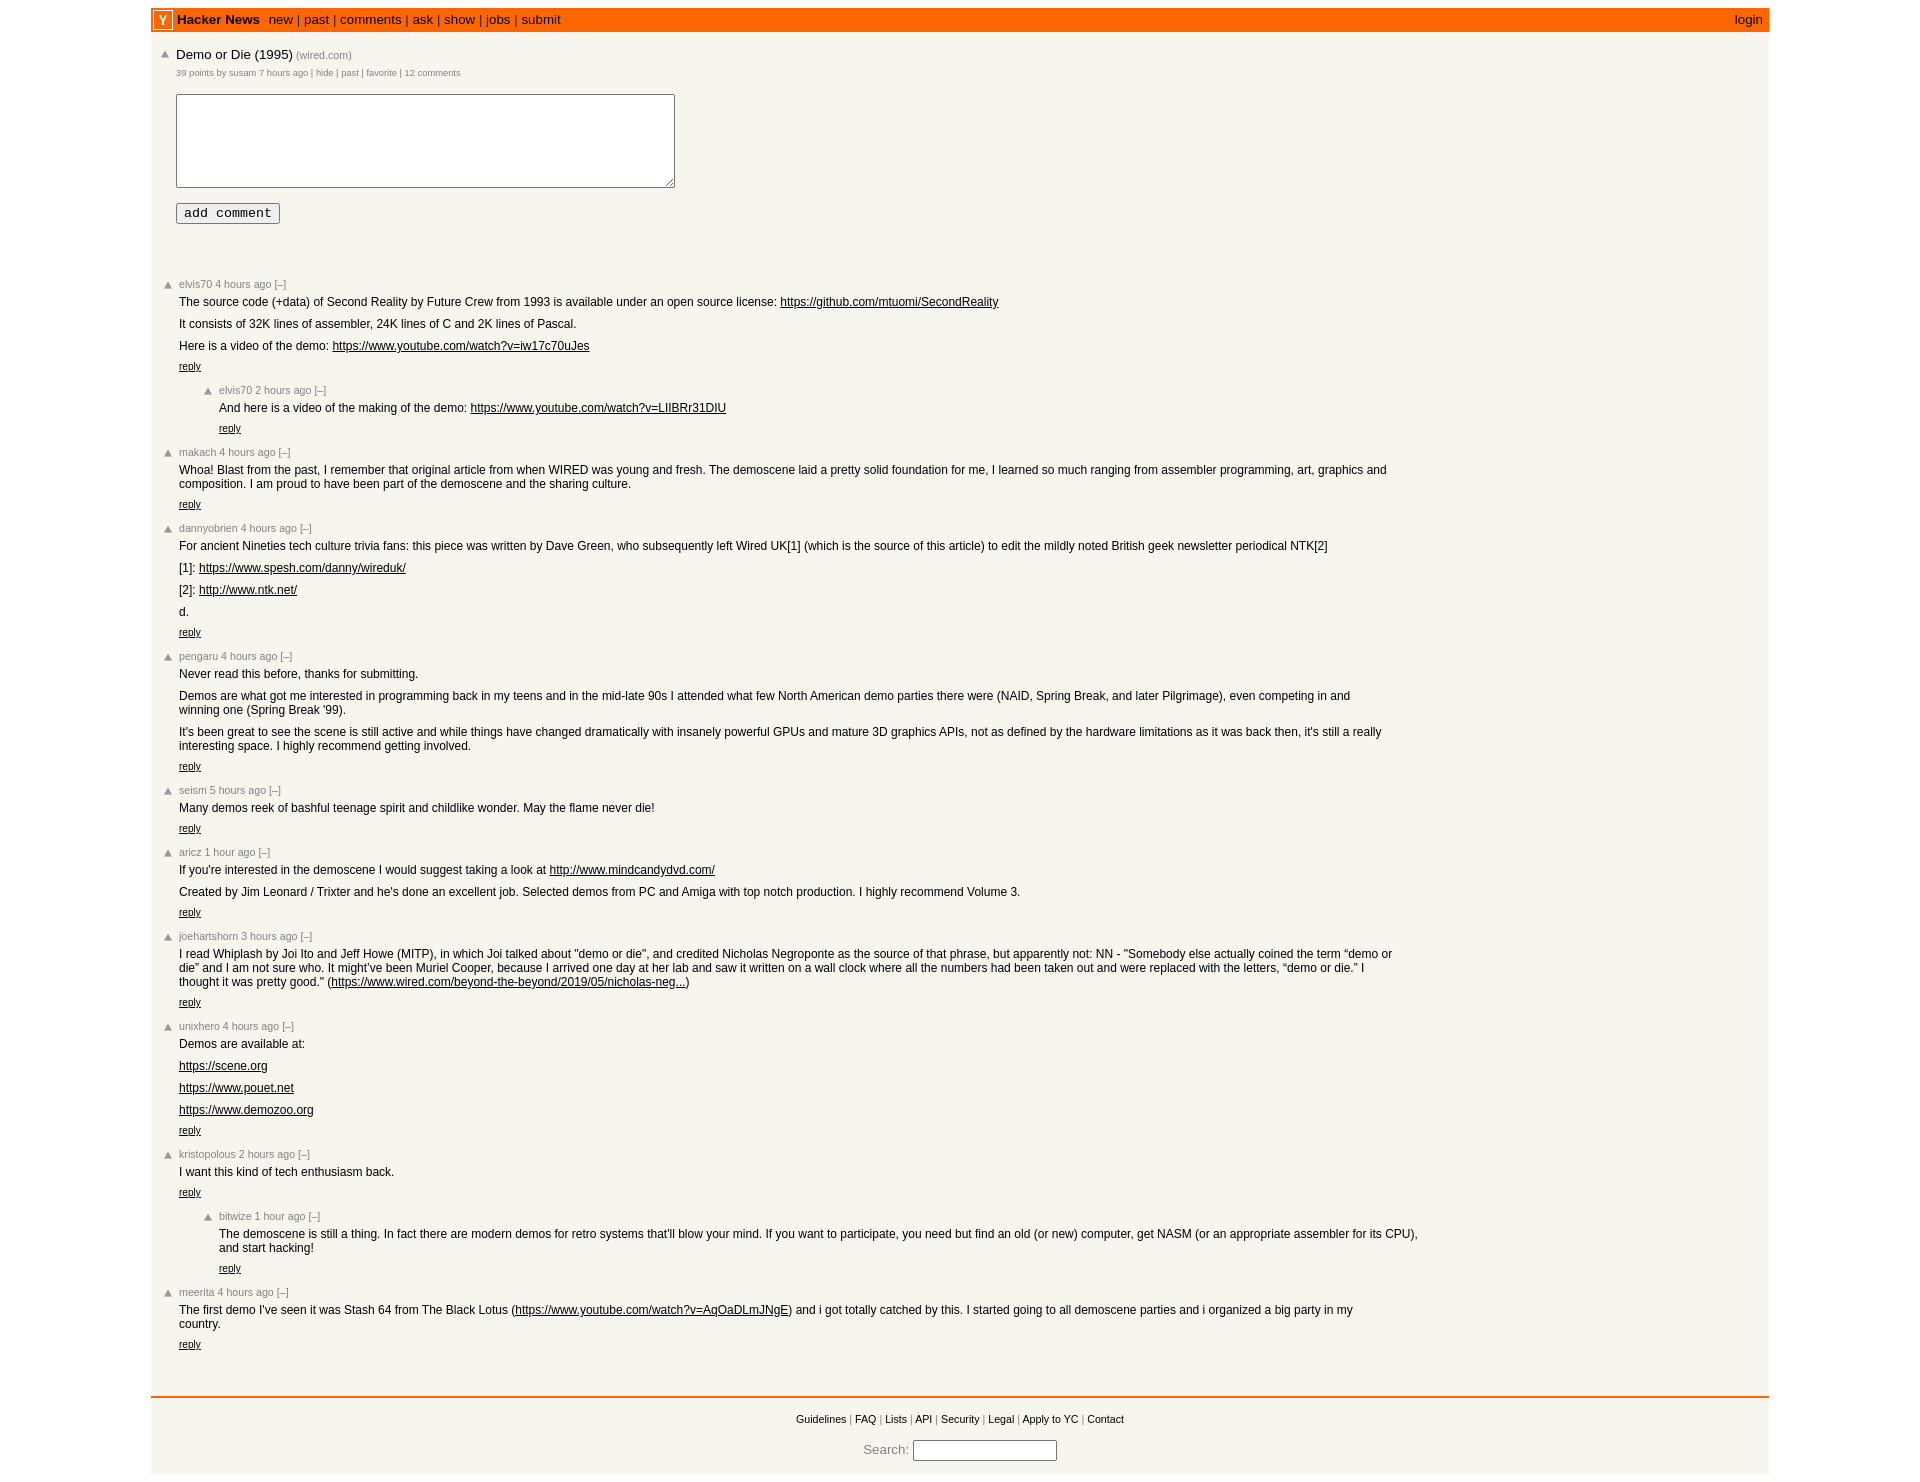 Y Hacker News new | past | comments | ask | show | jobs | submit login
Demo or Die (1995) (wired.com)
39 points by susam 7 hours ago | hide | past | favorite | 12 comments
add comment
elvis70 4 hours ago [–]
The source code (+data) of Second Reality by Future Crew from 1993 is available under an open source license: https://github.com/mtuomi/SecondReality
It consists of 32K lines of assembler, 24K lines of C and 2K lines of Pascal.
Here is a video of the demo: https://www.youtube.com/watch?v=iw17c70uJes
reply
elvis70 2 hours ago [–]
And here is a video of the making of the demo: https://www.youtube.com/watch?v=LIIBRr31DIU
reply
makach 4 hours ago [–]
Whoa! Blast from the past, I remember that original article from when WIRED was young and fresh. The demoscene laid a pretty solid foundation for me, I learned so much ranging from assembler programming, art, graphics and
composition. I am proud to have been part of the demoscene and the sharing culture.
reply
dannyobrien 4 hours ago [–]
For ancient Nineties tech culture trivia fans: this piece was written by Dave Green, who subsequently left Wired UK[1] (which is the source of this article) to edit the mildly noted British geek newsletter periodical NTK[2]
[1]: https://www.spesh.com/danny/wireduk/
[2]: http://www.ntk.net/
d.
reply
pengaru 4 hours ago [–]
Never read this before, thanks for submitting.
Demos are what got me interested in programming back in my teens and in the mid-late 90s I attended what few North American demo parties there were (NAID, Spring Break, and later Pilgrimage), even competing in and
winning one (Spring Break '99).
It's been great to see the scene is still active and while things have changed dramatically with insanely powerful GPUs and mature 3D graphics APIs, not as defined by the hardware limitations as it was back then, it's still a really
interesting space. I highly recommend getting involved.
reply
seism 5 hours ago [–]
Many demos reek of bashful teenage spirit and childlike wonder. May the flame never die!
reply
aricz 1 hour ago [–]
If you're interested in the demoscene I would suggest taking a look at http://www.mindcandydvd.com/
Created by Jim Leonard / Trixter and he's done an excellent job. Selected demos from PC and Amiga with top notch production. I highly recommend Volume 3.
reply
joehartshorn 3 hours ago [–]
I read Whiplash by Joi Ito and Jeff Howe (MITP), in which Joi talked about "demo or die", and credited Nicholas Negroponte as the source of that phrase, but apparently not: NN - "Somebody else actually coined the term “demo or
die” and I am not sure who. It might’ve been Muriel Cooper, because I arrived one day at her lab and saw it written on a wall clock where all the numbers had been taken out and were replaced with the letters, “demo or die.” I
thought it was pretty good." (https://www.wired.com/beyond-the-beyond/2019/05/nicholas-neg...)
reply
unixhero 4 hours ago [–]
Demos are available at:
https://scene.org
https://www.pouet.net
https://www.demozoo.org
reply
kristopolous 2 hours ago [–]
I want this kind of tech enthusiasm back.
reply
bitwize 1 hour ago [–]
The demoscene is still a thing. In fact there are modern demos for retro systems that'll blow your mind. If you want to participate, you need but find an old (or new) computer, get NASM (or an appropriate assembler for its CPU),
and start hacking!
reply
meerita 4 hours ago [–]
The first demo I've seen it was Stash 64 from The Black Lotus (https://www.youtube.com/watch?v=AqOaDLmJNgE) and i got totally catched by this. I started going to all demoscene parties and i organized a big party in my
country.
reply
Guidelines | FAQ | Lists | API | Security | Legal | Apply to YC | Contact
Search: